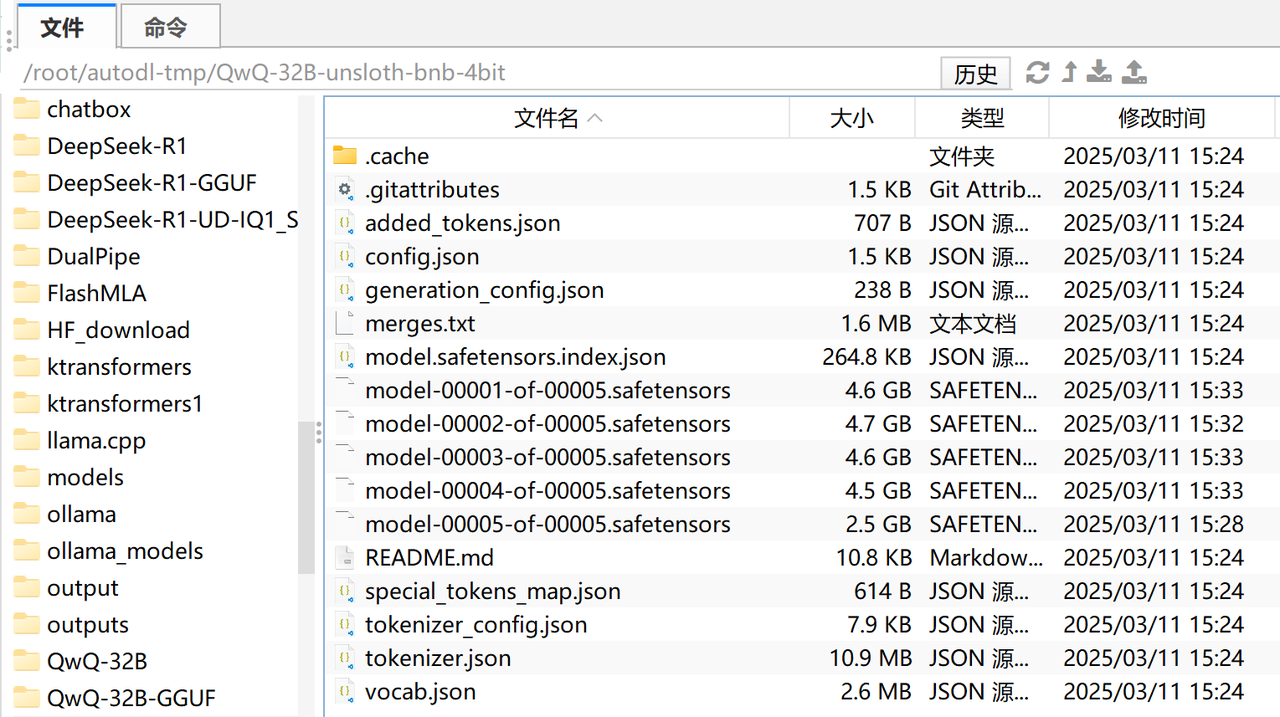 文件 命令
/root/autodl-tmp/QwQ-32B-unsloth-bnb-4bit 历史
chatbox
DeepSeek-R1
DeepSeek-R1-GGUF
DeepSeek-R1-UD-IQ1_S
DualPipe
FlashMLA
HF_download
ktransformers
ktransformers1
llama.cpp
models
ollama
ollama_models
output
outputs
QwQ-32B
QwQ-32B-GGUF
文件名 大小 类型 修改时间
.cache 文件夹 2025/03/11 15:24
.gitattributes 1.5 KB Git Attrib... 2025/03/11 15:24
added_tokens.json 707 B JSON 源... 2025/03/11 15:24
config.json 1.5 KB JSON 源... 2025/03/11 15:24
generation_config.json 238 B JSON 源... 2025/03/11 15:24
merges.txt 1.6 MB 文本文档 2025/03/11 15:24
model.safetensors.index.json 264.8 KB JSON 源... 2025/03/11 15:24
model-00001-of-00005.safetensors 4.6 GB SAFETEN... 2025/03/11 15:33
model-00002-of-00005.safetensors 4.7 GB SAFETEN... 2025/03/11 15:32
model-00003-of-00005.safetensors 4.6 GB SAFETEN... 2025/03/11 15:33
model-00004-of-00005.safetensors 4.5 GB SAFETEN... 2025/03/11 15:33
model-00005-of-00005.safetensors 2.5 GB SAFETEN... 2025/03/11 15:28
README.md 10.8 KB Markdow... 2025/03/11 15:24
special_tokens_map.json 614 B JSON 源... 2025/03/11 15:24
tokenizer_config.json 7.9 KB JSON 源... 2025/03/11 15:24
tokenizer.json 10.9 MB JSON 源... 2025/03/11 15:24
vocab.json 2.6 MB JSON 源... 2025/03/11 15:24